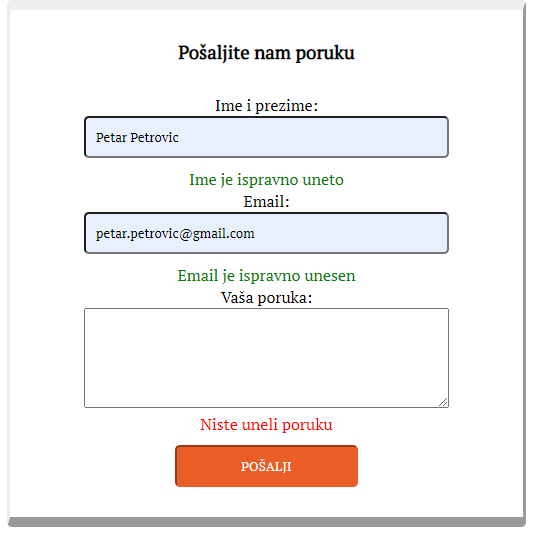 Pošaljite nam poruku
Ime i prezime:
Petar Petrovic
Ime je ispravno uneto
Email:
petar.petrovic@gmail.com
Email je ispravno unesen
Vaša poruka:
Niste uneli poruku
POŠALJI